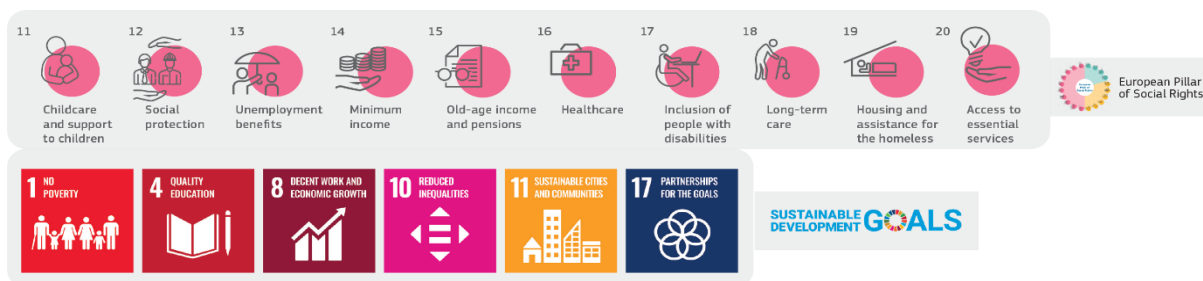 11
12
13
14
15
16
17
18
19
20
Childcare
and support
to children
Social
protection
Unemployment
benefits
Minimum
income
Old-age income
and pensions
Healthcare
Inclusion of
people with
disabilities
Long-term
care
Housing and
assistance for
the homeless
Access to
essential
services
European Pillar
of Social Rights
1 NO
POVERTY
4 QUALITY
EDUCATION
8 DECENT WORK AND
ECONOMIC GROWTH
10 REDUCED
INEQUALITIES
11 SUSTAINABLE CITIES
AND COMMUNITIES
17 PARTNERSHIPS
FOR THE GOALS
SUSTAINABLE
DEVELOPMENT GOALS